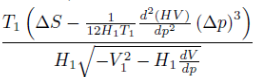 \frac{T_1 \left( \Delta S - \frac{1}{12 H_1 T_1} \frac{d^2 (HV)}{dp^2} (\Delta p)^3 \right)}{H_1 \sqrt{-V_1^2 - H_1 \frac{dV}{dp}}}